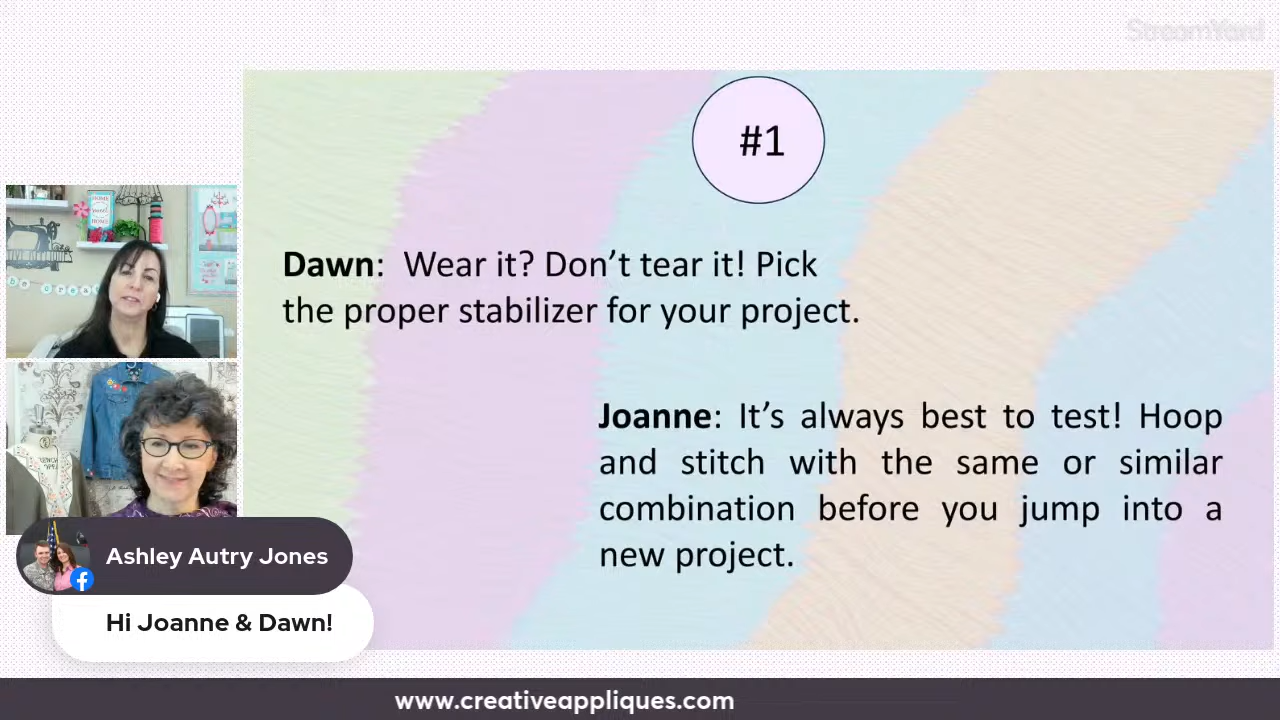 StreamYard
#1
Dawn: Wear it? Don't tear it! Pick
the proper stabilizer for your project.
Joanne: It's always best to test! Hoop
and stitch with the same or similar
combination before you jump into a
new project.
Ashley Autry Jones
Hi Joanne & Dawn!
www.creativeappliques.com